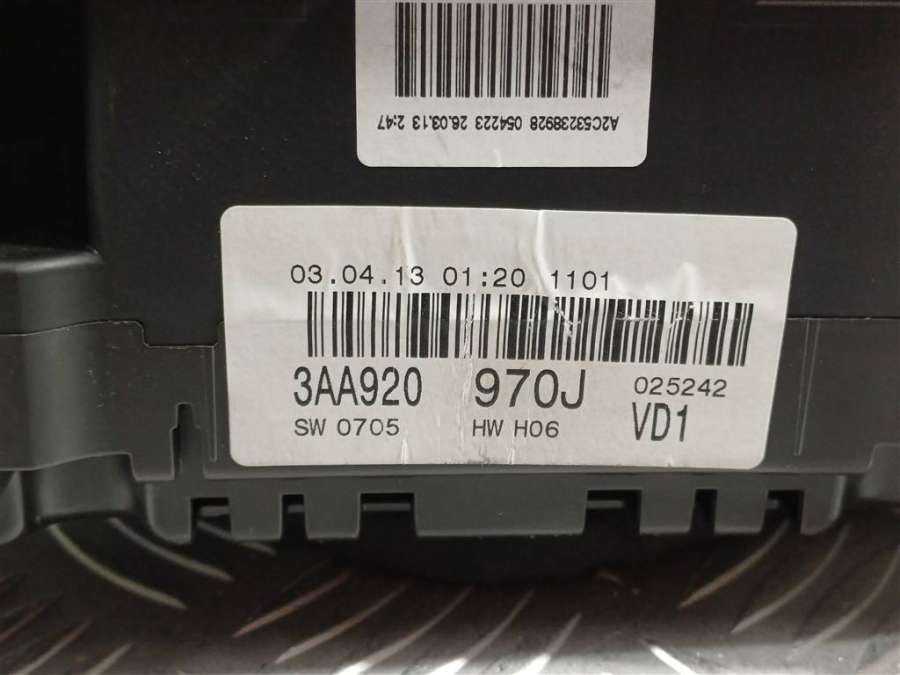 A2C53238928 054223 26.03.13 2:47
03.04.13 01:20 1101
3AA920 970J 025242
SW 0705 HW H06 VD1